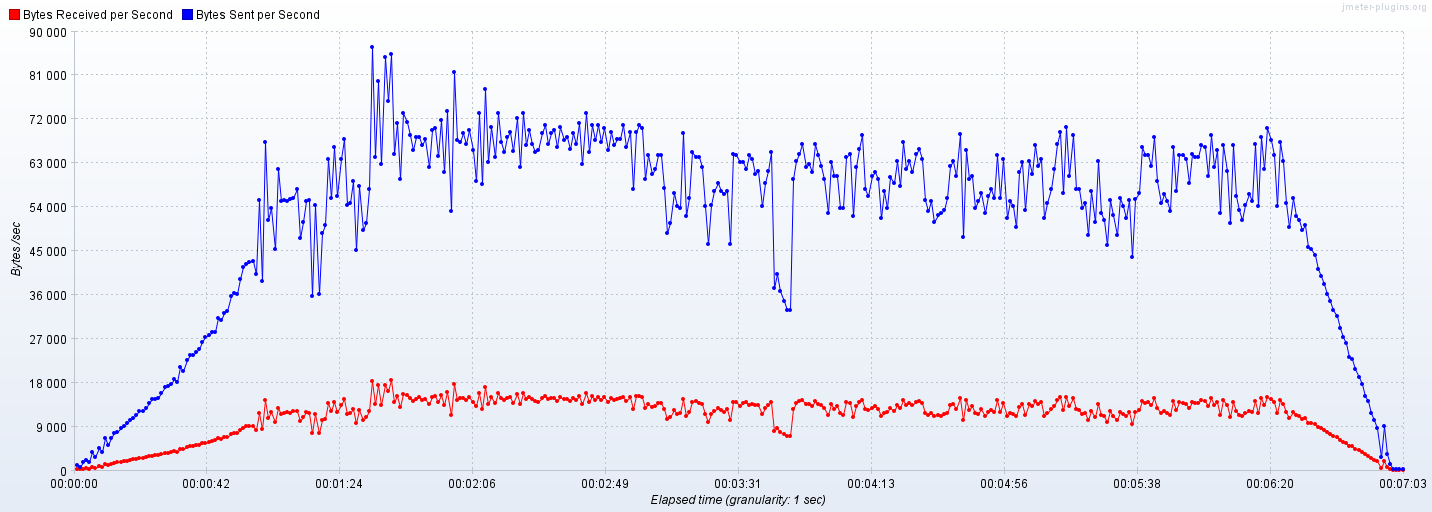 Bytes Received per Second Bytes Sent per Second
jmeter-plugins.org
90 000
81 000
72 000
63 000
54 000
45 000
36 000
27 000
18 000
9 000
0
Bytes /sec
00:00:00 00:00:42 00:01:24 00:02:06 00:02:49 00:03:31 00:04:13 00:04:56 00:05:38 00:06:20 00:07:03
Elapsed time (granularity: 1 sec)